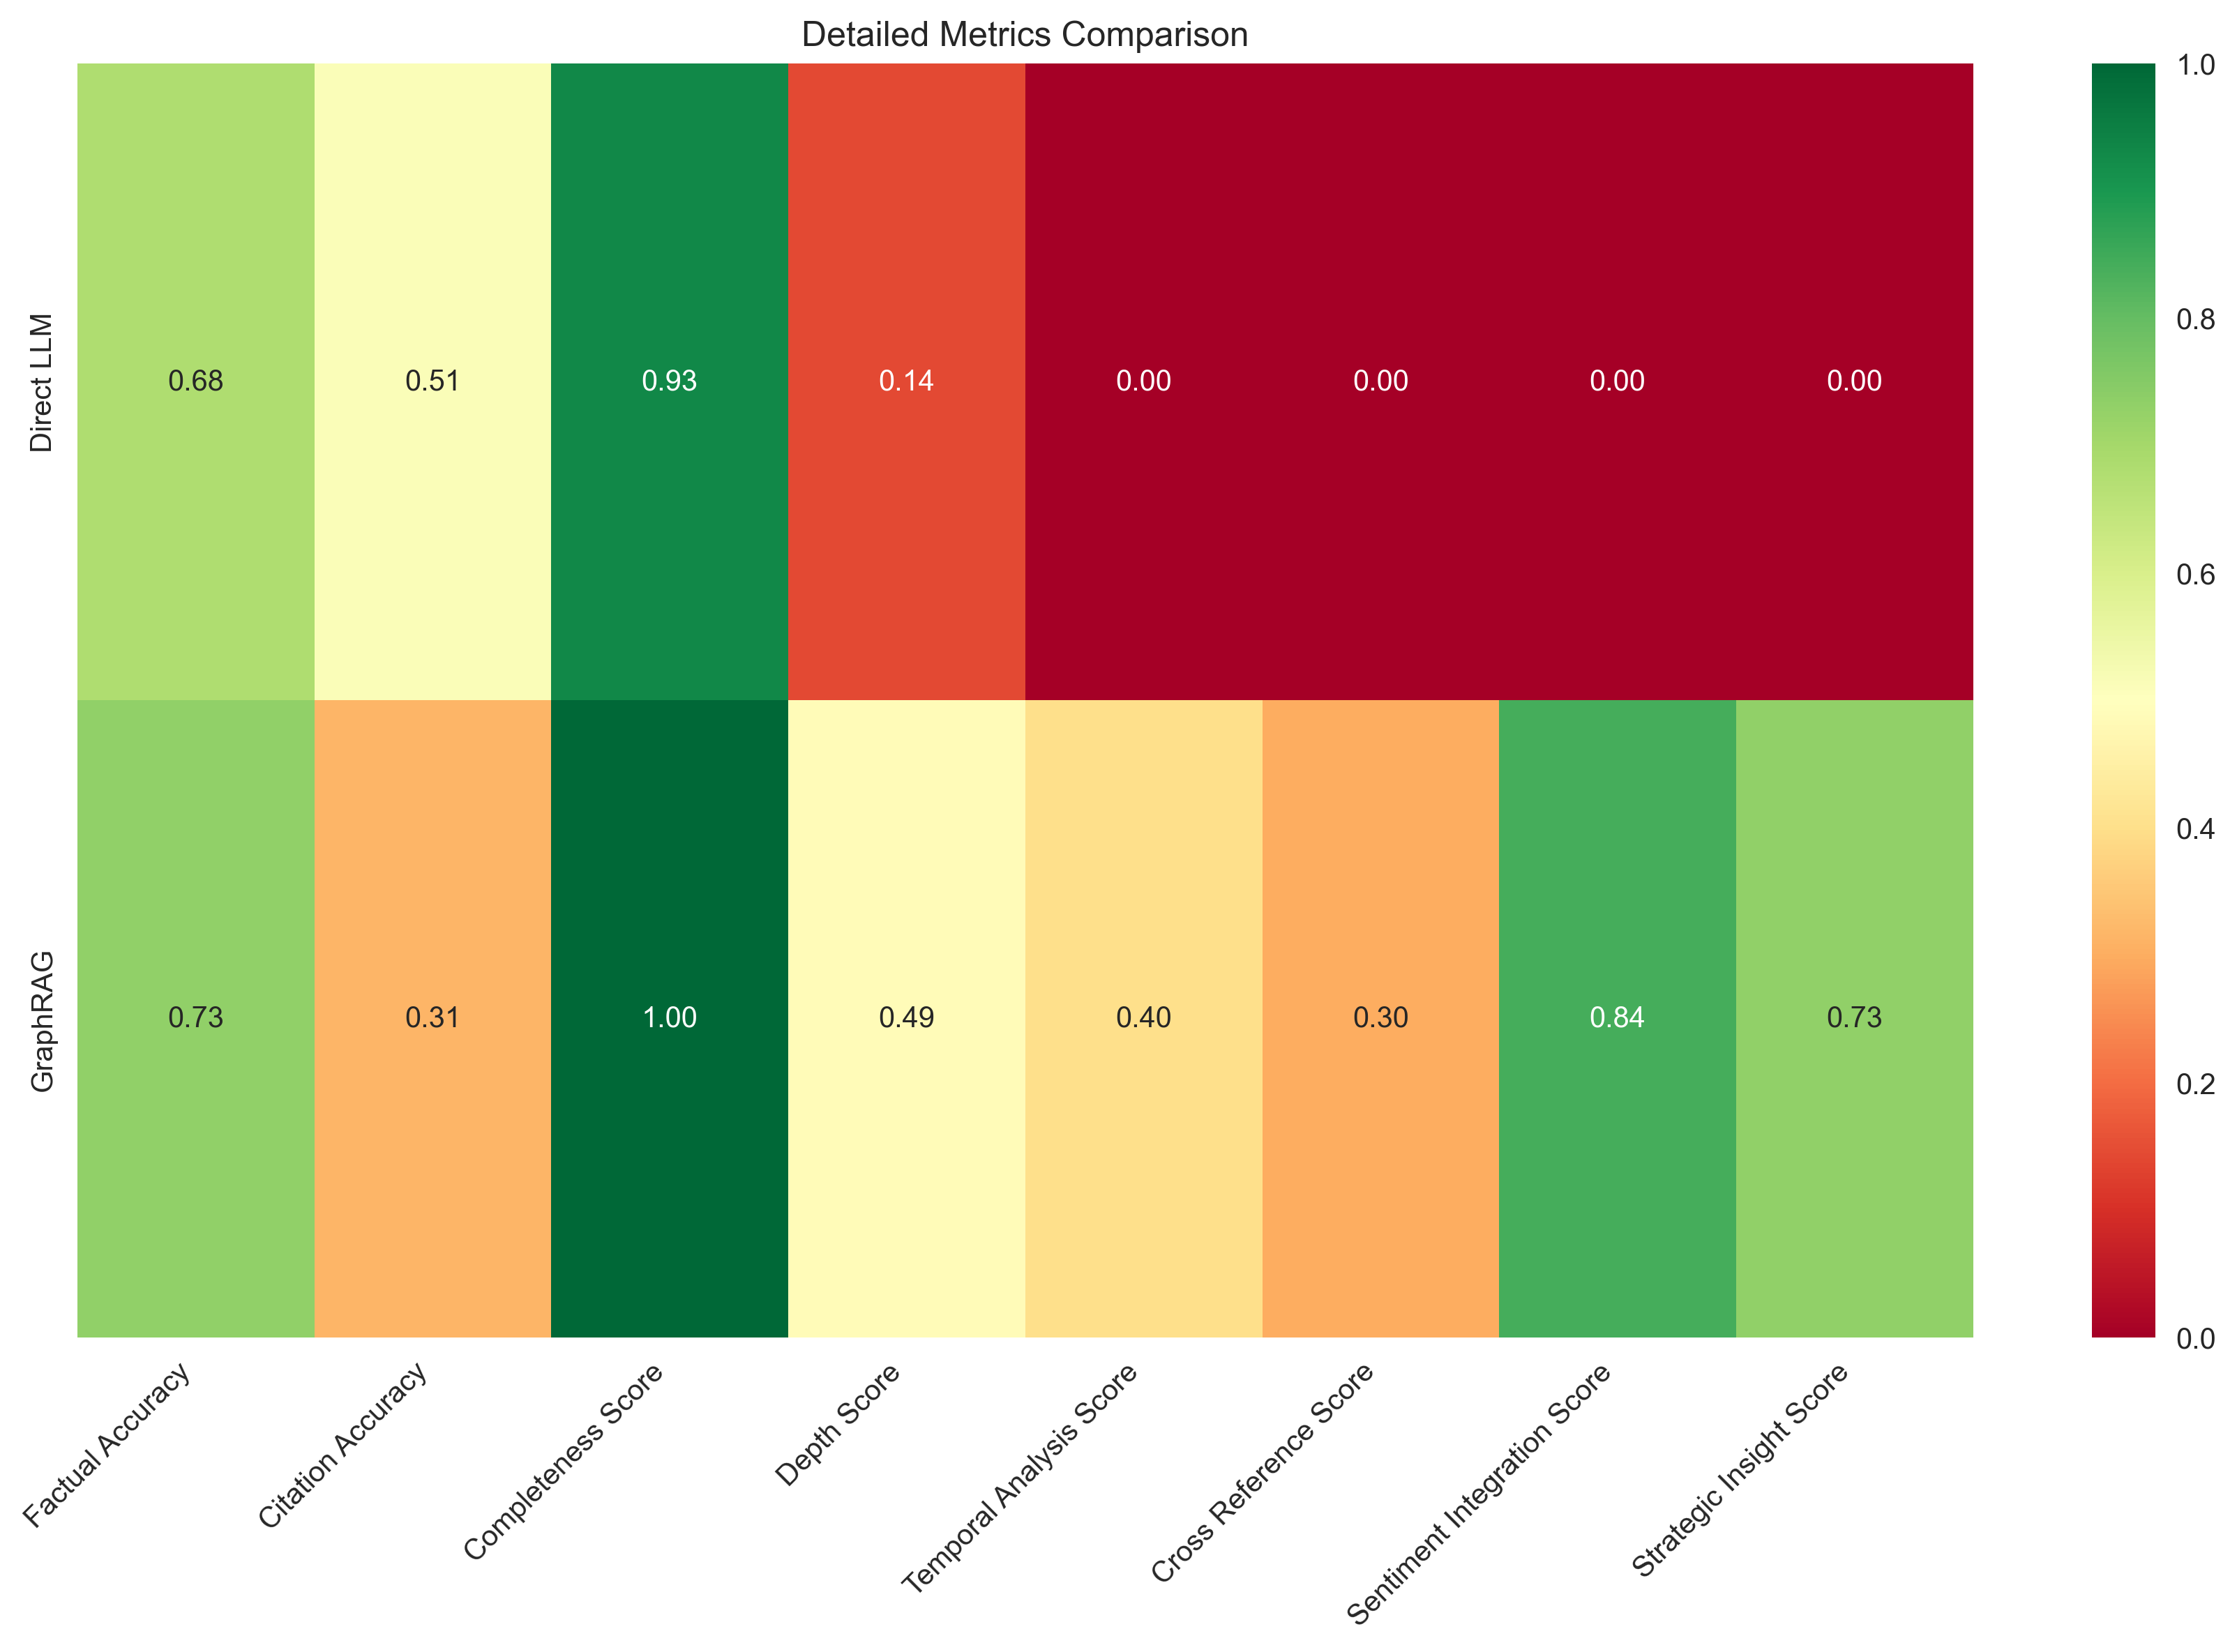 Detailed Metrics Comparison
Direct LLM
0.68 0.51 0.93 0.14 0.00 0.00 0.00 0.00
GraphRAG
0.73 0.31 1.00 0.49 0.40 0.30 0.84 0.73
Factual Accuracy
Citation Accuracy
Completeness Score
Depth Score
Temporal Analysis Score
Cross Reference Score
Sentiment Integration Score
Strategic Insight Score
1.0
0.8
0.6
0.4
0.2
0.0